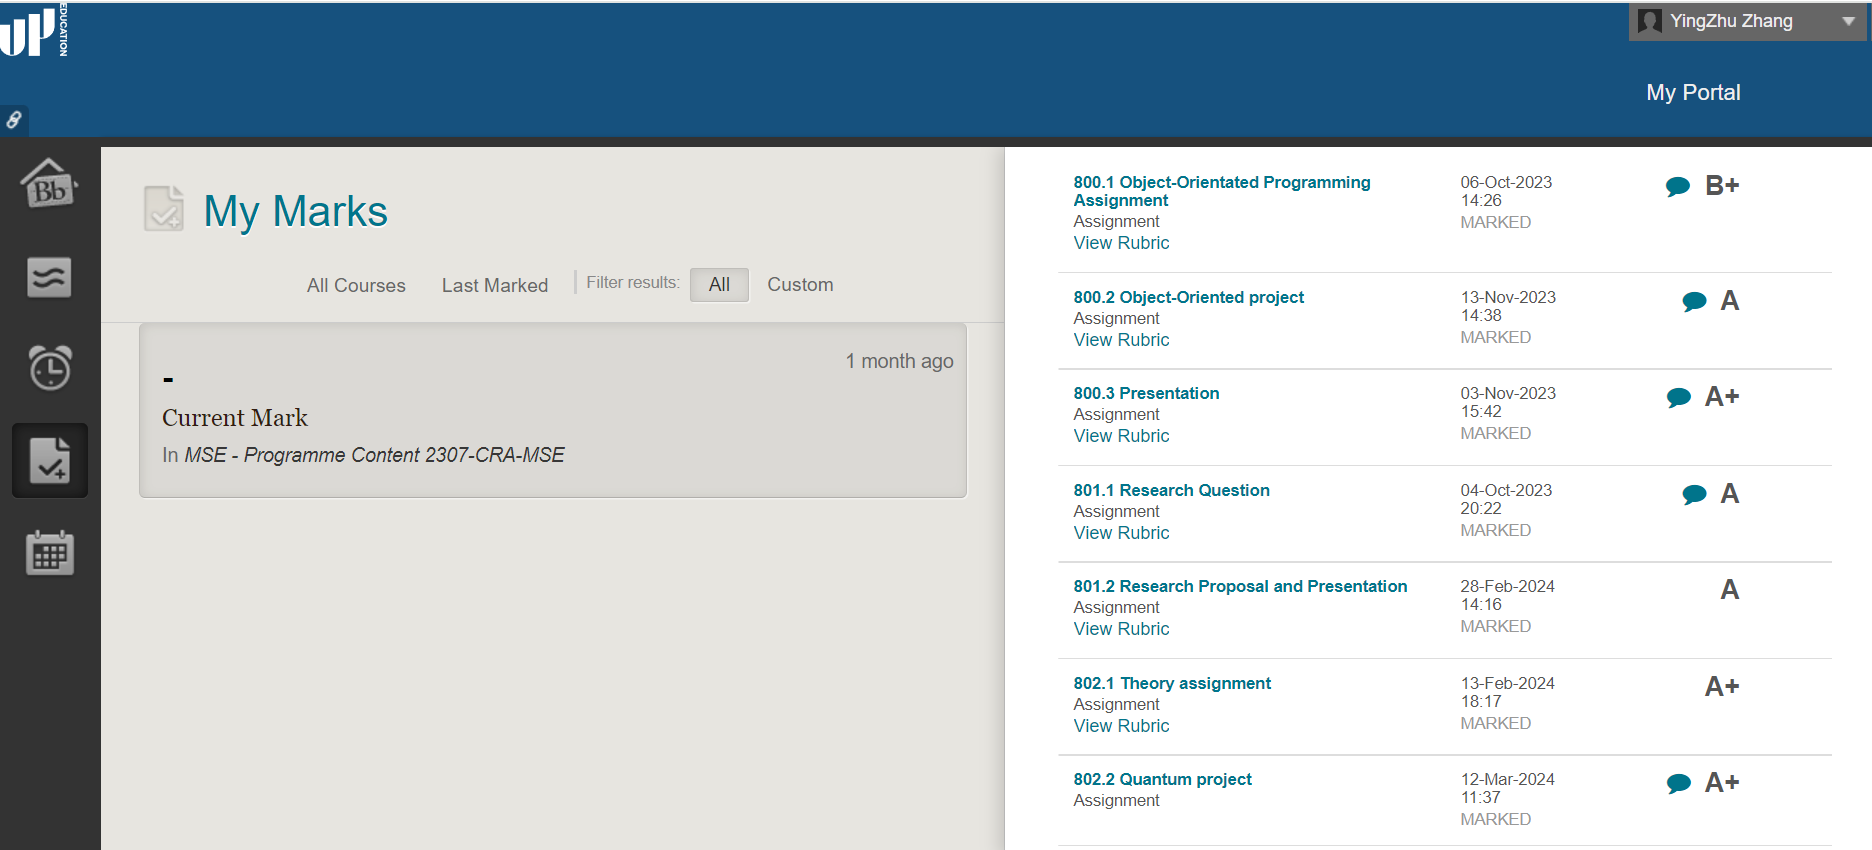 UP
EDUCATION
YingZhu Zhang
My Portal
Bb
My Marks
All Courses
Last Marked
Filter results:
All
Custom
1 month ago
-
Current Mark
In MSE - Programme Content 2307-CRA-MSE
800.1 Object-Orientated Programming
Assignment
Assignment
View Rubric
06-Oct-2023
14:26
MARKED
B+
800.2 Object-Oriented project
Assignment
View Rubric
13-Nov-2023
14:38
MARKED
A
800.3 Presentation
Assignment
View Rubric
03-Nov-2023
15:42
MARKED
A+
801.1 Research Question
Assignment
View Rubric
04-Oct-2023
20:22
MARKED
A
801.2 Research Proposal and Presentation
Assignment
View Rubric
28-Feb-2024
14:16
MARKED
A
802.1 Theory assignment
Assignment
View Rubric
13-Feb-2024
18:17
MARKED
A+
802.2 Quantum project
Assignment
12-Mar-2024
11:37
MARKED
A+